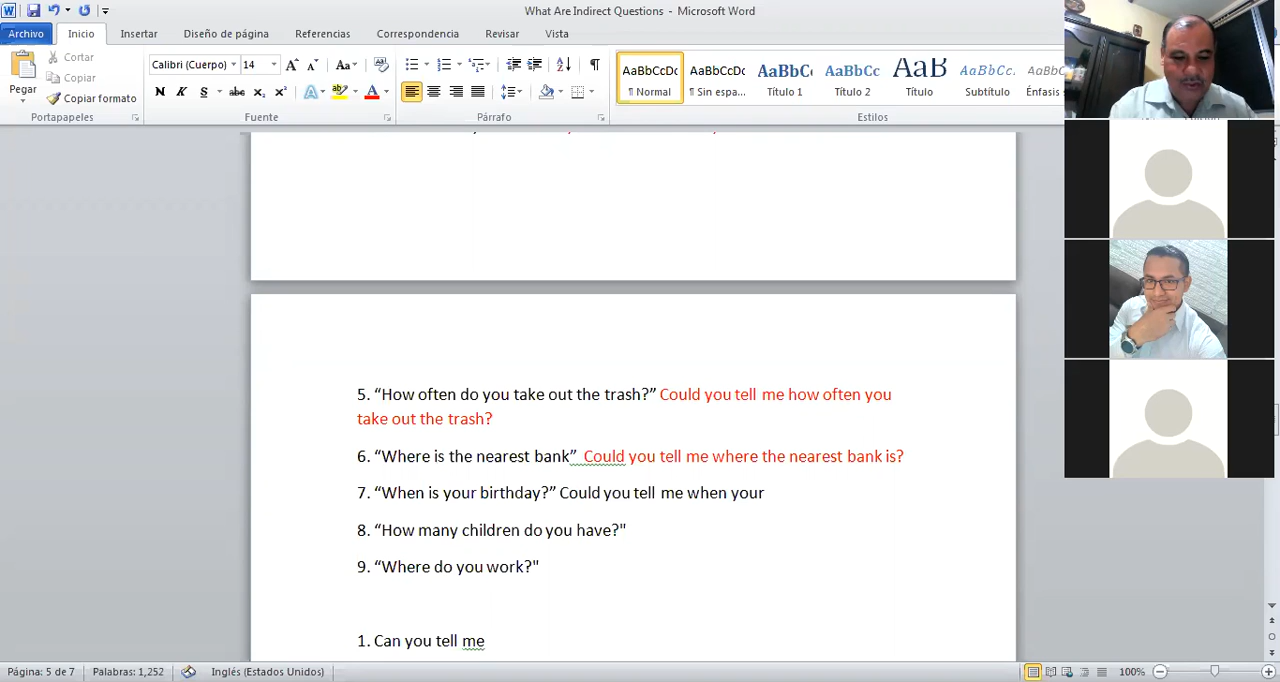 What Are Indirect Questions - Microsoft Word
Archivo Inicio Insertar Diseño de página Referencias Correspondencia Revisar Vista
Pegar
Cortar
Copiar
Copiar formato
Portapapeles
Calibri (Cuerpo) 14
Fuente
Párrafo
AaBbCcDc AaBbCcDc AaBbC AaBbCc AaB AaBbCc AaBbCc
¶ Normal ¶ Sin espa... Título 1 Título 2 Título Subtítulo Énfasis
Estilos
5. “How often do you take out the trash?” Could you tell me how often you
take out the trash?
6. “Where is the nearest bank” Could you tell me where the nearest bank is?
7. “When is your birthday?” Could you tell me when your
8. “How many children do you have?"
9. “Where do you work?"
1. Can you tell me
Página: 5 de 7 Palabras: 1,252 Inglés (Estados Unidos) 100%